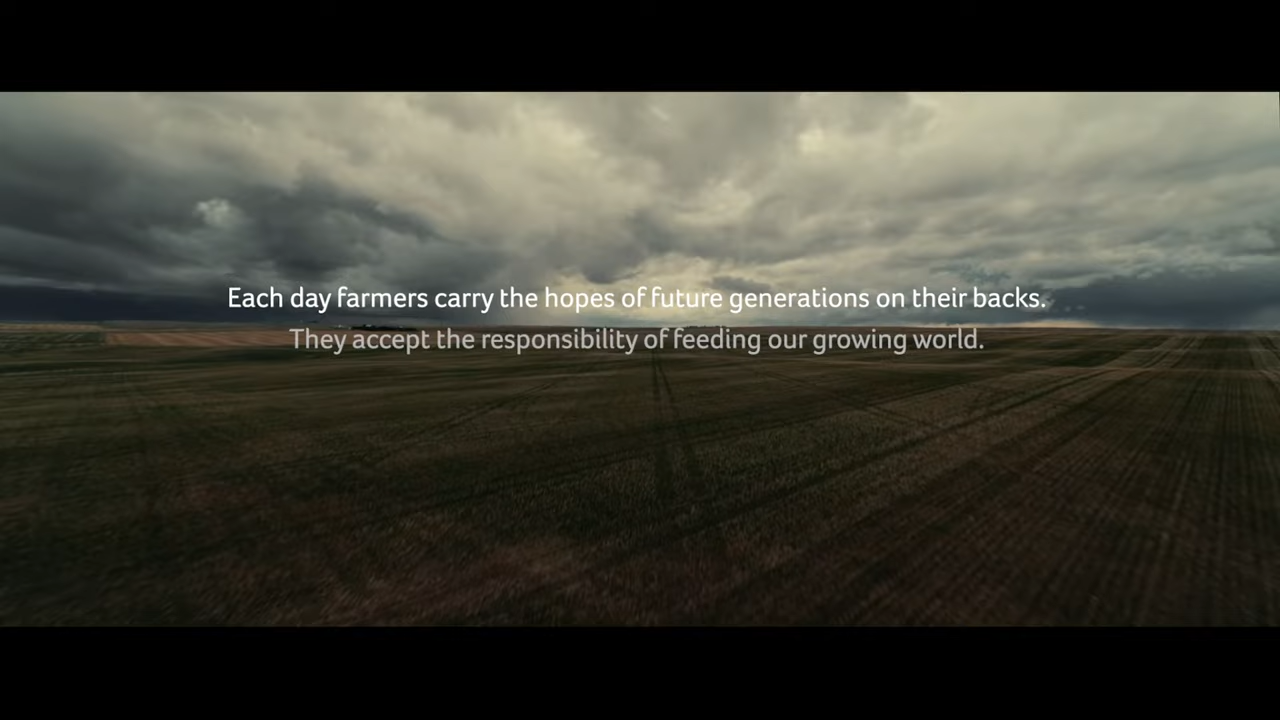 Each day farmers carry the hopes of future generations on their backs.
They accept the responsibility of feeding our growing world.